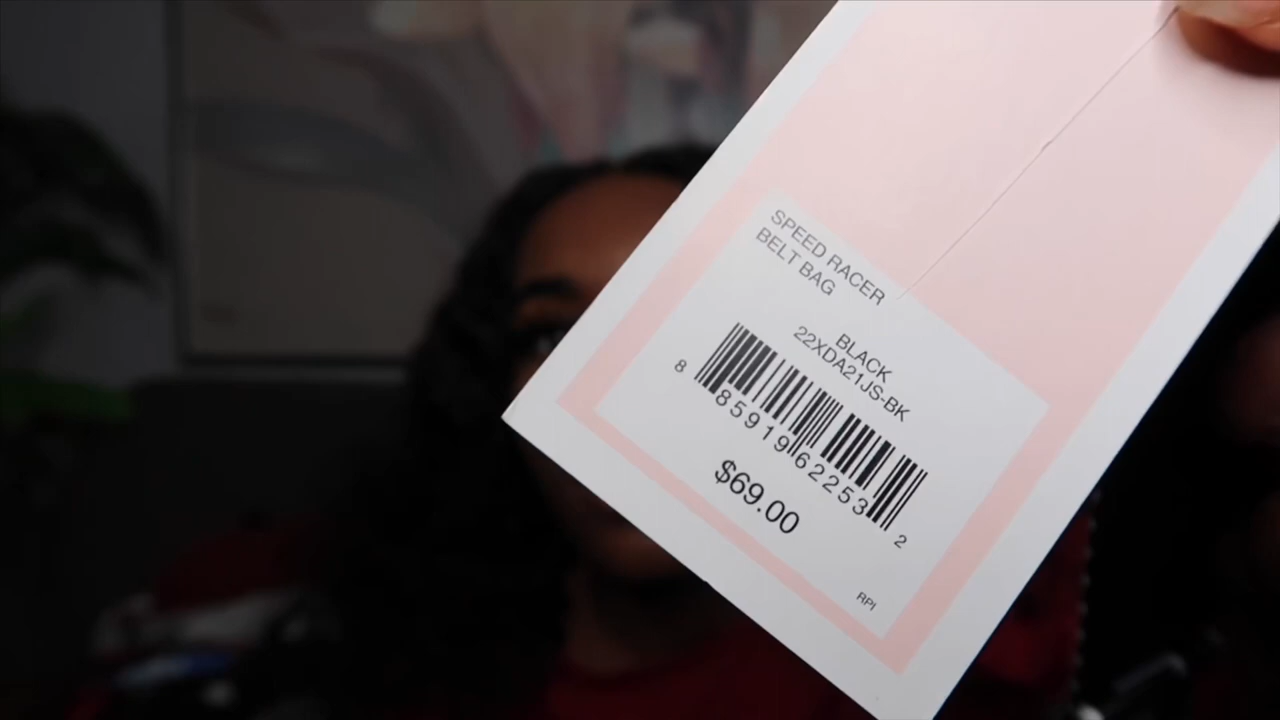 SPEED RACER
BELT BAG
BLACK
22XDA21JS-BK
8 85919 62253 2
$69.00
RPI